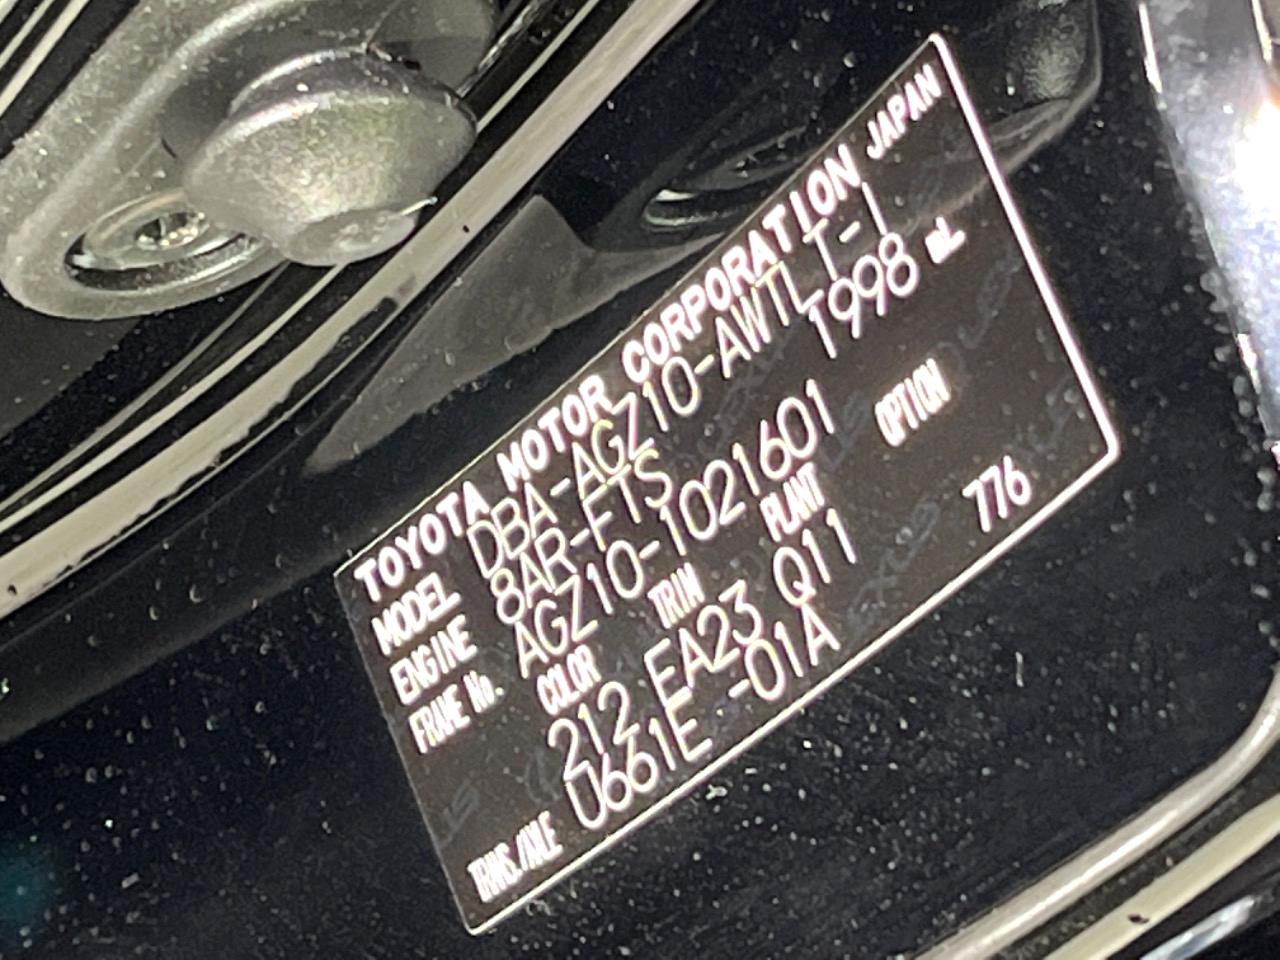 TOYOTA MOTOR CORPORATION JAPAN
MODEL DBA-AGZ10-AWTLT-1
ENGINE 8AR-FTS 1998 mL
FRAME No. AGZ10-1021601
COLOR TRIM PLANT OPTION
212 EA23 Q11 776
TRANS./AXLE U661E -01A